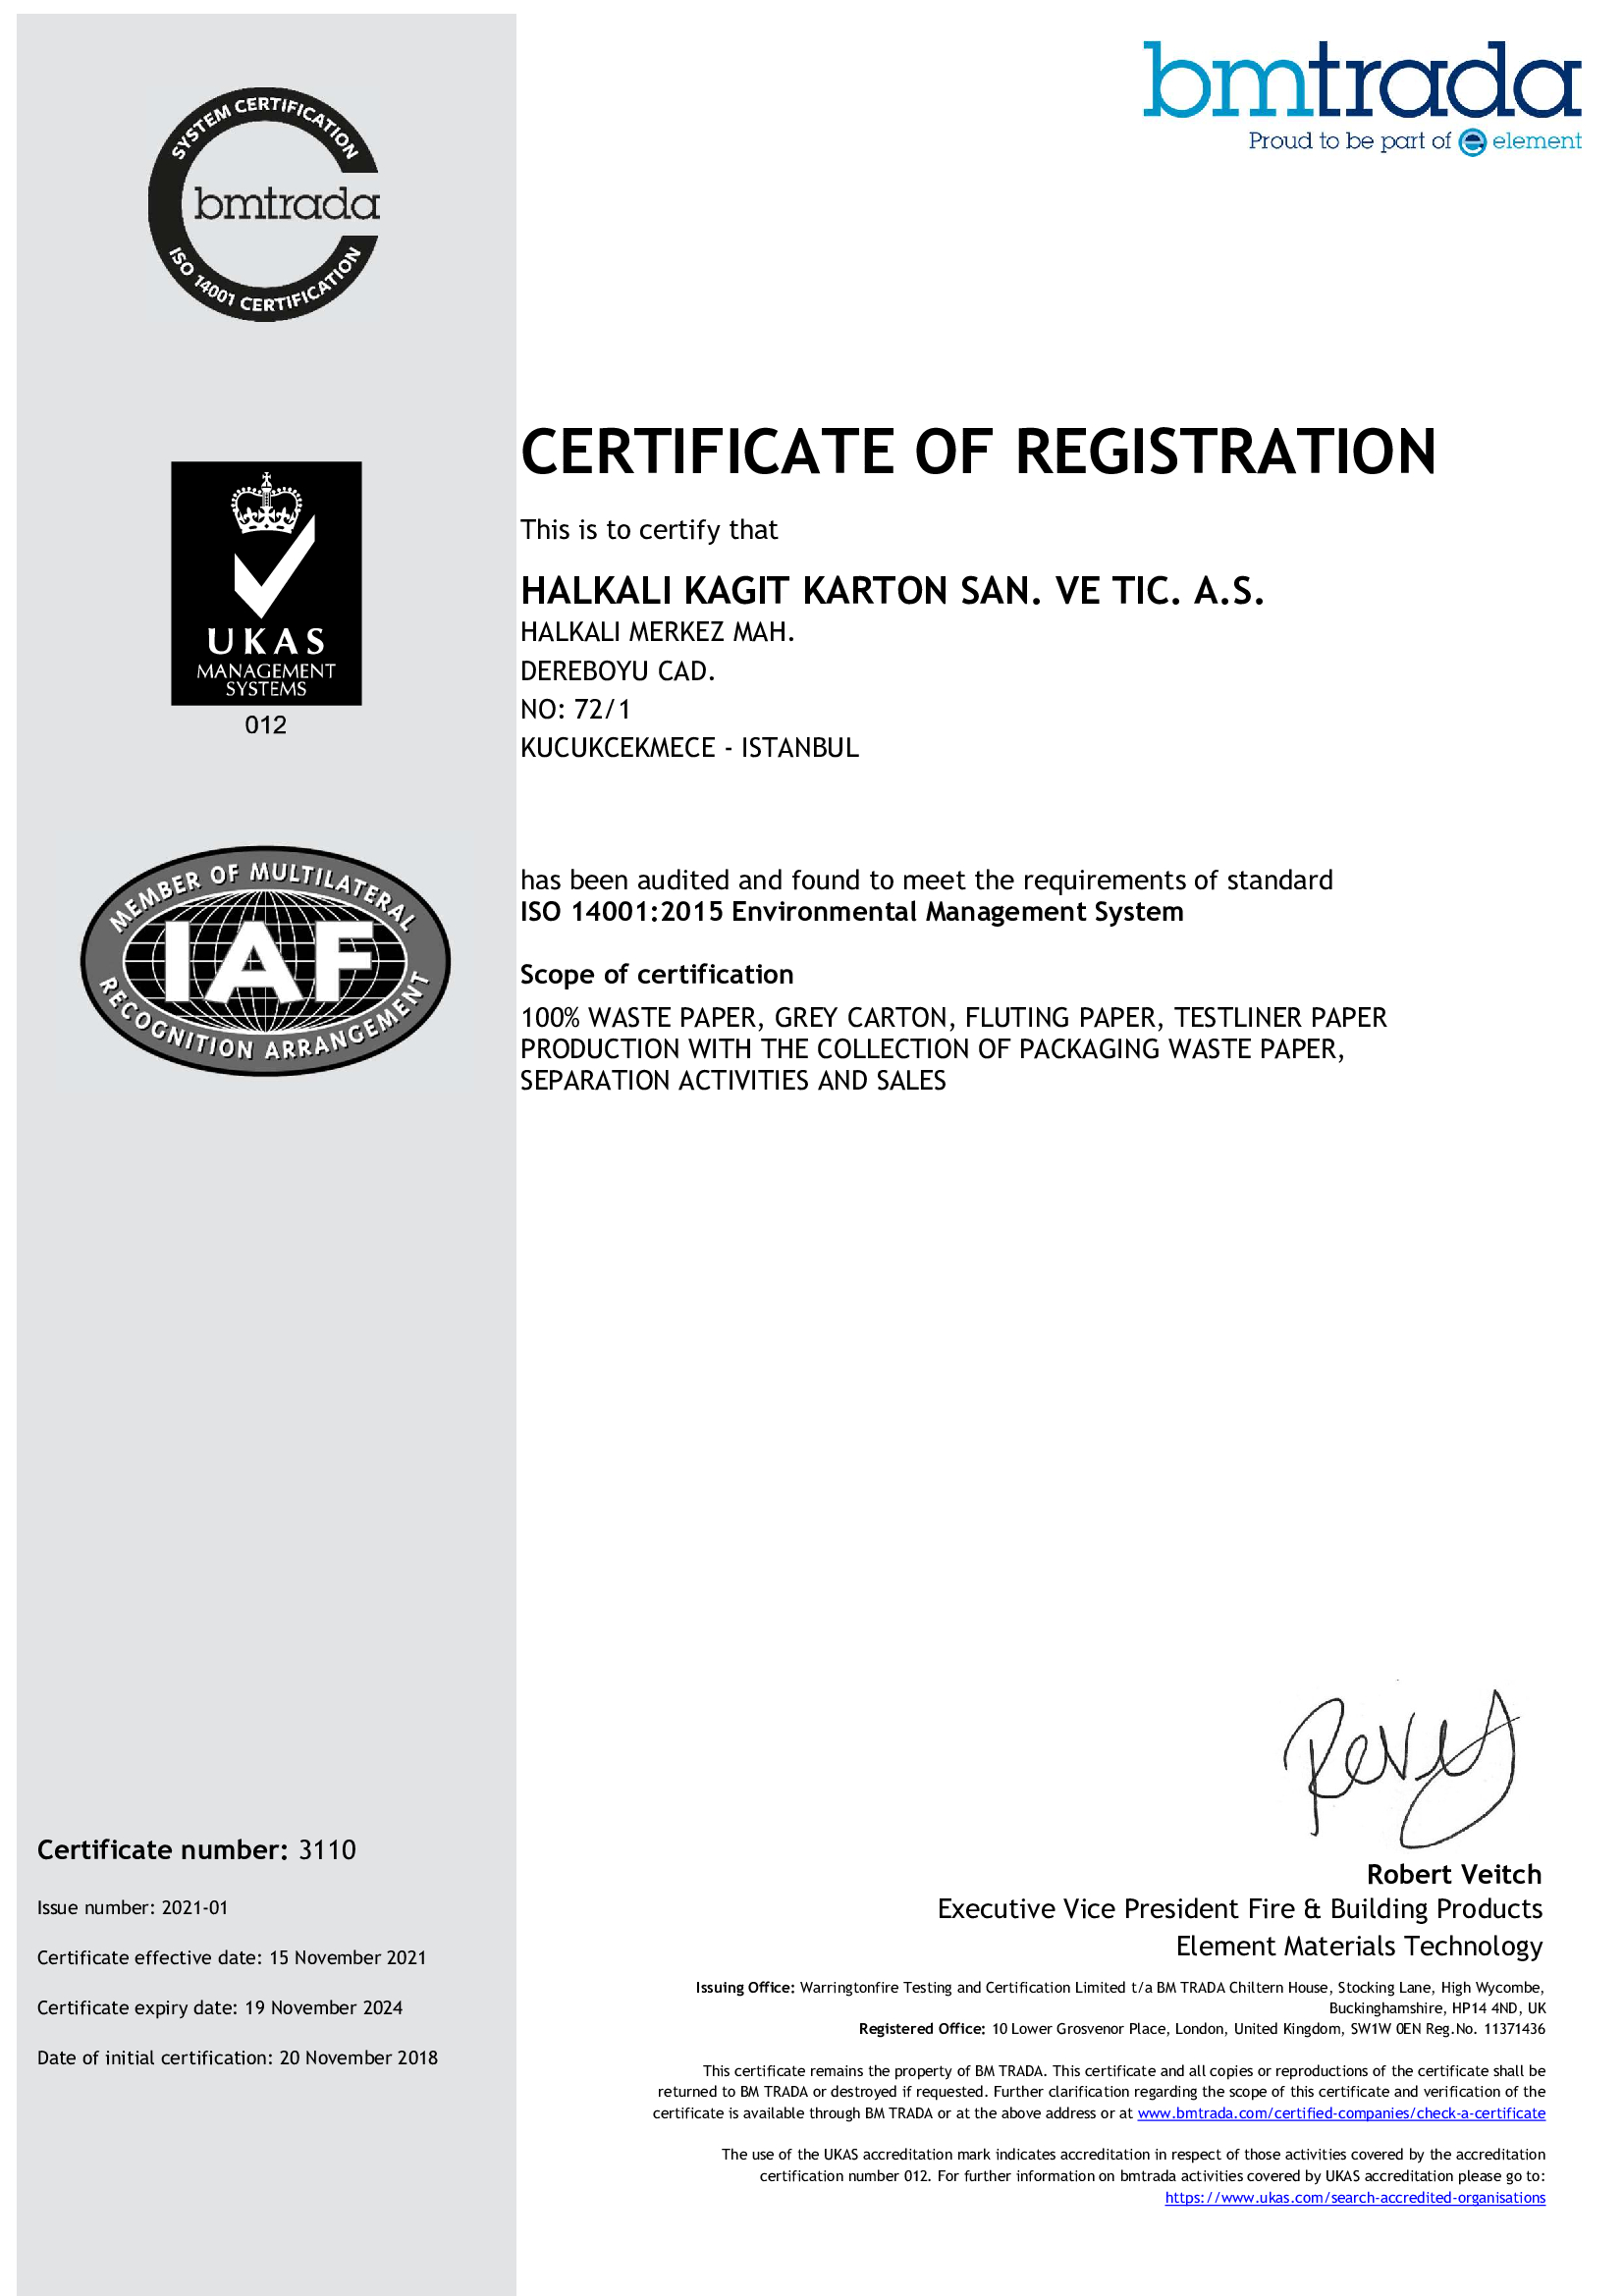 bmtrada
Proud to be part of element
SYSTEM CERTIFICATION
bmtrada
ISO 14001 CERTIFICATION
UKAS
MANAGEMENT
SYSTEMS
012
MEMBER OF MULTILATERAL
IAF
RECOGNITION ARRANGEMENT
CERTIFICATE OF REGISTRATION
This is to certify that
HALKALI KAGIT KARTON SAN. VE TIC. A.S.
HALKALI MERKEZ MAH.
DEREBOYU CAD.
NO: 72/1
KUCUKCEKMECE - ISTANBUL
has been audited and found to meet the requirements of standard
ISO 14001:2015 Environmental Management System
Scope of certification
100% WASTE PAPER, GREY CARTON, FLUTING PAPER, TESTLINER PAPER
PRODUCTION WITH THE COLLECTION OF PACKAGING WASTE PAPER,
SEPARATION ACTIVITIES AND SALES
Certificate number: 3110
Issue number: 2021-01
Certificate effective date: 15 November 2021
Certificate expiry date: 19 November 2024
Date of initial certification: 20 November 2018
Robert Veitch
Executive Vice President Fire & Building Products
Element Materials Technology
Issuing Office: Warringtonfire Testing and Certification Limited t/a BM TRADA Chiltern House, Stocking Lane, High Wycombe,
Buckinghamshire, HP14 4ND, UK
Registered Office: 10 Lower Grosvenor Place, London, United Kingdom, SW1W 0EN Reg.No. 11371436
This certificate remains the property of BM TRADA. This certificate and all copies or reproductions of the certificate shall be
returned to BM TRADA or destroyed if requested. Further clarification regarding the scope of this certificate and verification of the
certificate is available through BM TRADA or at the above address or at www.bmtrada.com/certified-companies/check-a-certificate
The use of the UKAS accreditation mark indicates accreditation in respect of those activities covered by the accreditation
certification number 012. For further information on bmtrada activities covered by UKAS accreditation please go to:
https://www.ukas.com/search-accredited-organisations